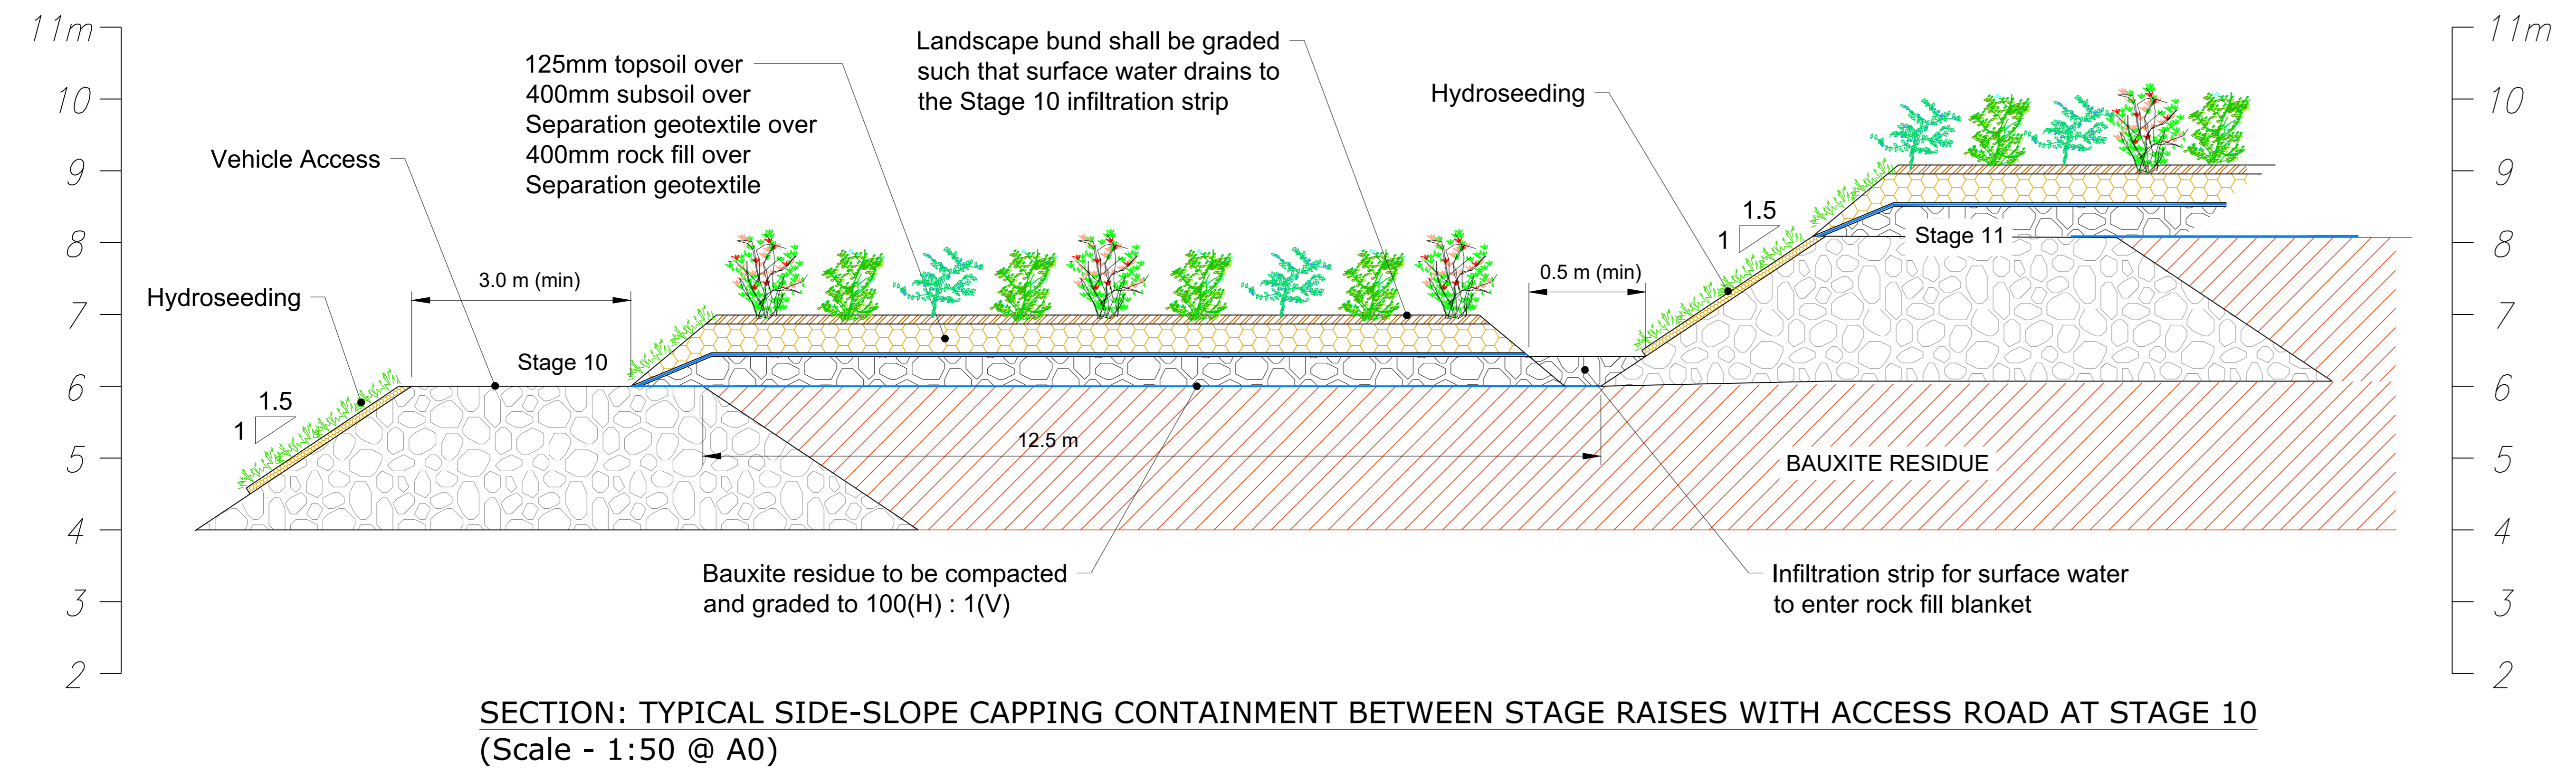 11m
10
9
8
7
6
5
4
3
2
Hydroseeding
Vehicle Access
1.5
1
3.0 m (min)
Stage 10
125mm topsoil over
400mm subsoil over
Separation geotextile over
400mm rock fill over
Separation geotextile
Landscape bund shall be graded
such that surface water drains to
the Stage 10 infiltration strip
Hydroseeding
0.5 m (min)
1.5
1
Stage 11
12.5 m
BAUXITE RESIDUE
Bauxite residue to be compacted
and graded to 100(H) : 1(V)
Infiltration strip for surface water
to enter rock fill blanket
11m
10
9
8
7
6
5
4
3
2
SECTION: TYPICAL SIDE-SLOPE CAPPING CONTAINMENT BETWEEN STAGE RAISES WITH ACCESS ROAD AT STAGE 10
(Scale - 1:50 @ A0)